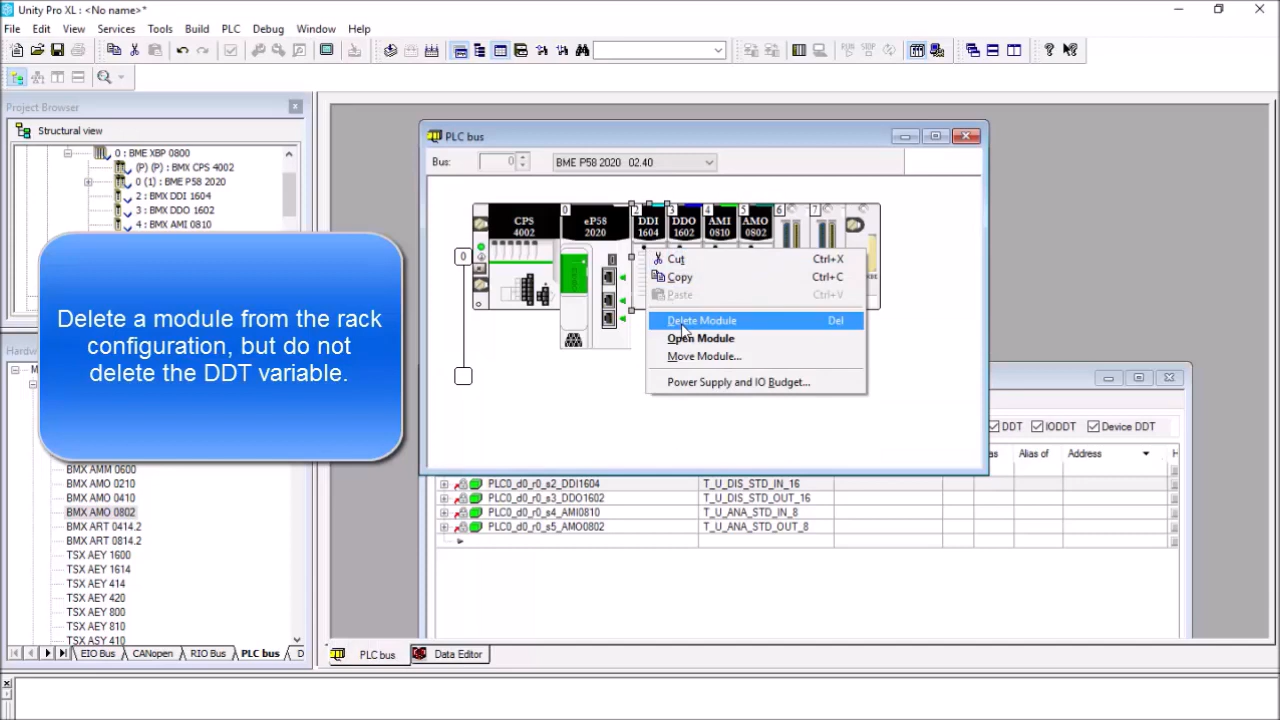 Unity Pro XL : <No name>*
File Edit View Services Tools Build PLC Debug Window Help
Project Browser
Structural view
0 : BME XBP 0800
(P) (P) : BMX CPS 4002
0 (1) : BME P58 2020
2 : BMX DDI 1604
3 : BMX DDO 1602
4 : BMX AMI 0810
Delete a module from the rack
configuration, but do not
delete the DDT variable.
BMX AMM 0600
BMX AMO 0210
BMX AMO 0410
BMX AMO 0802
BMX ART 0414.2
BMX ART 0814.2
TSX AEY 1600
TSX AEY 1614
TSX AEY 414
TSX AEY 800
TSX AEY 810
TSX ASY 410
EIO Bus CANopen RIO Bus PLC bus D
PLC bus
Bus: 0 BME P58 2020 02.40
0 2 3 4 5 6 7
CPS eP58 DDI DDO AMI AMO
4002 2020 1604 1602 0810 0802
0
Cut Ctrl+X
Copy Ctrl+C
Paste Ctrl+V
Delete Module Del
Open Module
Move Module...
Power Supply and IO Budget...
DDT IODDT Device DDT
as Alias of Address
PLC0_d0_r0_s2_DDI1604 T_U_DIS_STD_IN_16
PLC0_d0_r0_s3_DDO1602 T_U_DIS_STD_OUT_16
PLC0_d0_r0_s4_AMI0810 T_U_ANA_STD_IN_8
PLC0_d0_r0_s5_AMO0802 T_U_ANA_STD_OUT_8
PLC bus Data Editor